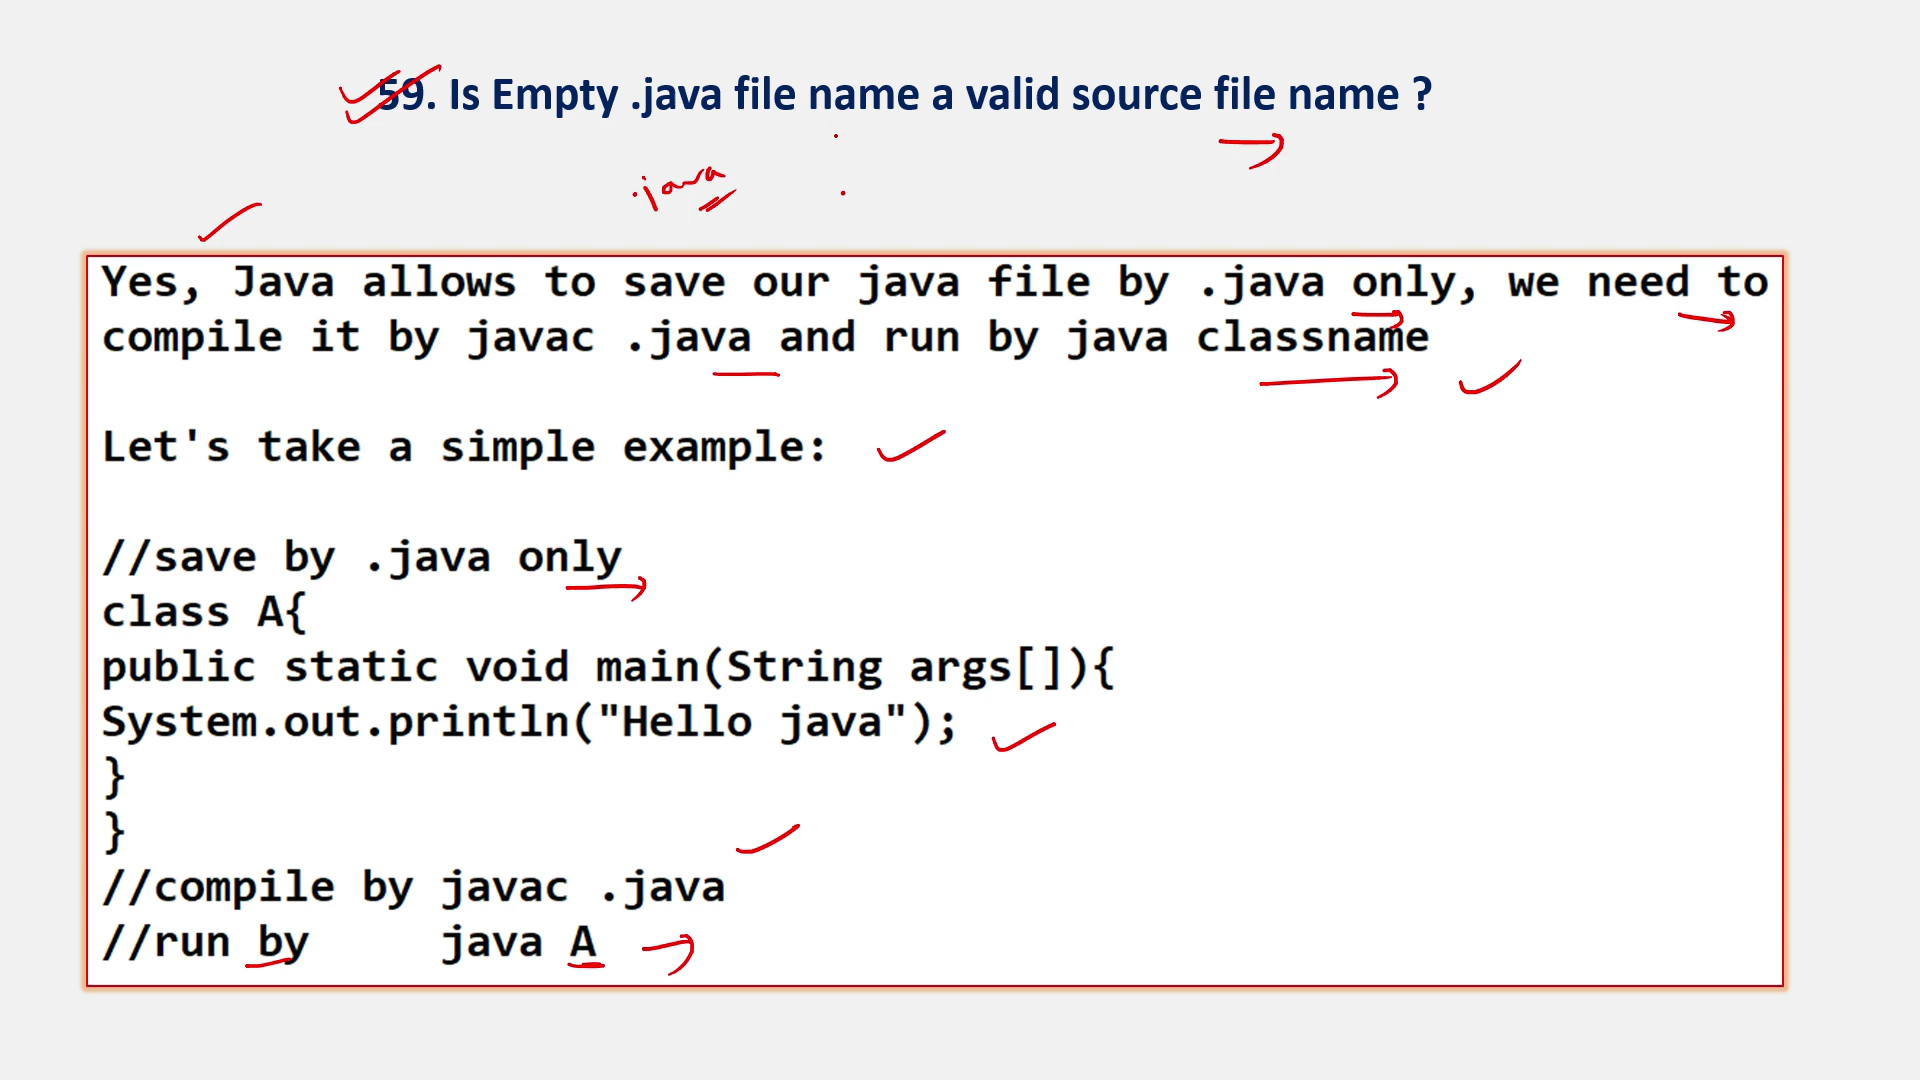 59. Is Empty .java file name a valid source file name ?
.java
Yes, Java allows to save our java file by .java only, we need to
compile it by javac .java and run by java classname
Let's take a simple example:
//save by .java only
class A{
public static void main(String args[]){
System.out.println("Hello java");
}
}
//compile by javac .java
//run by     java A